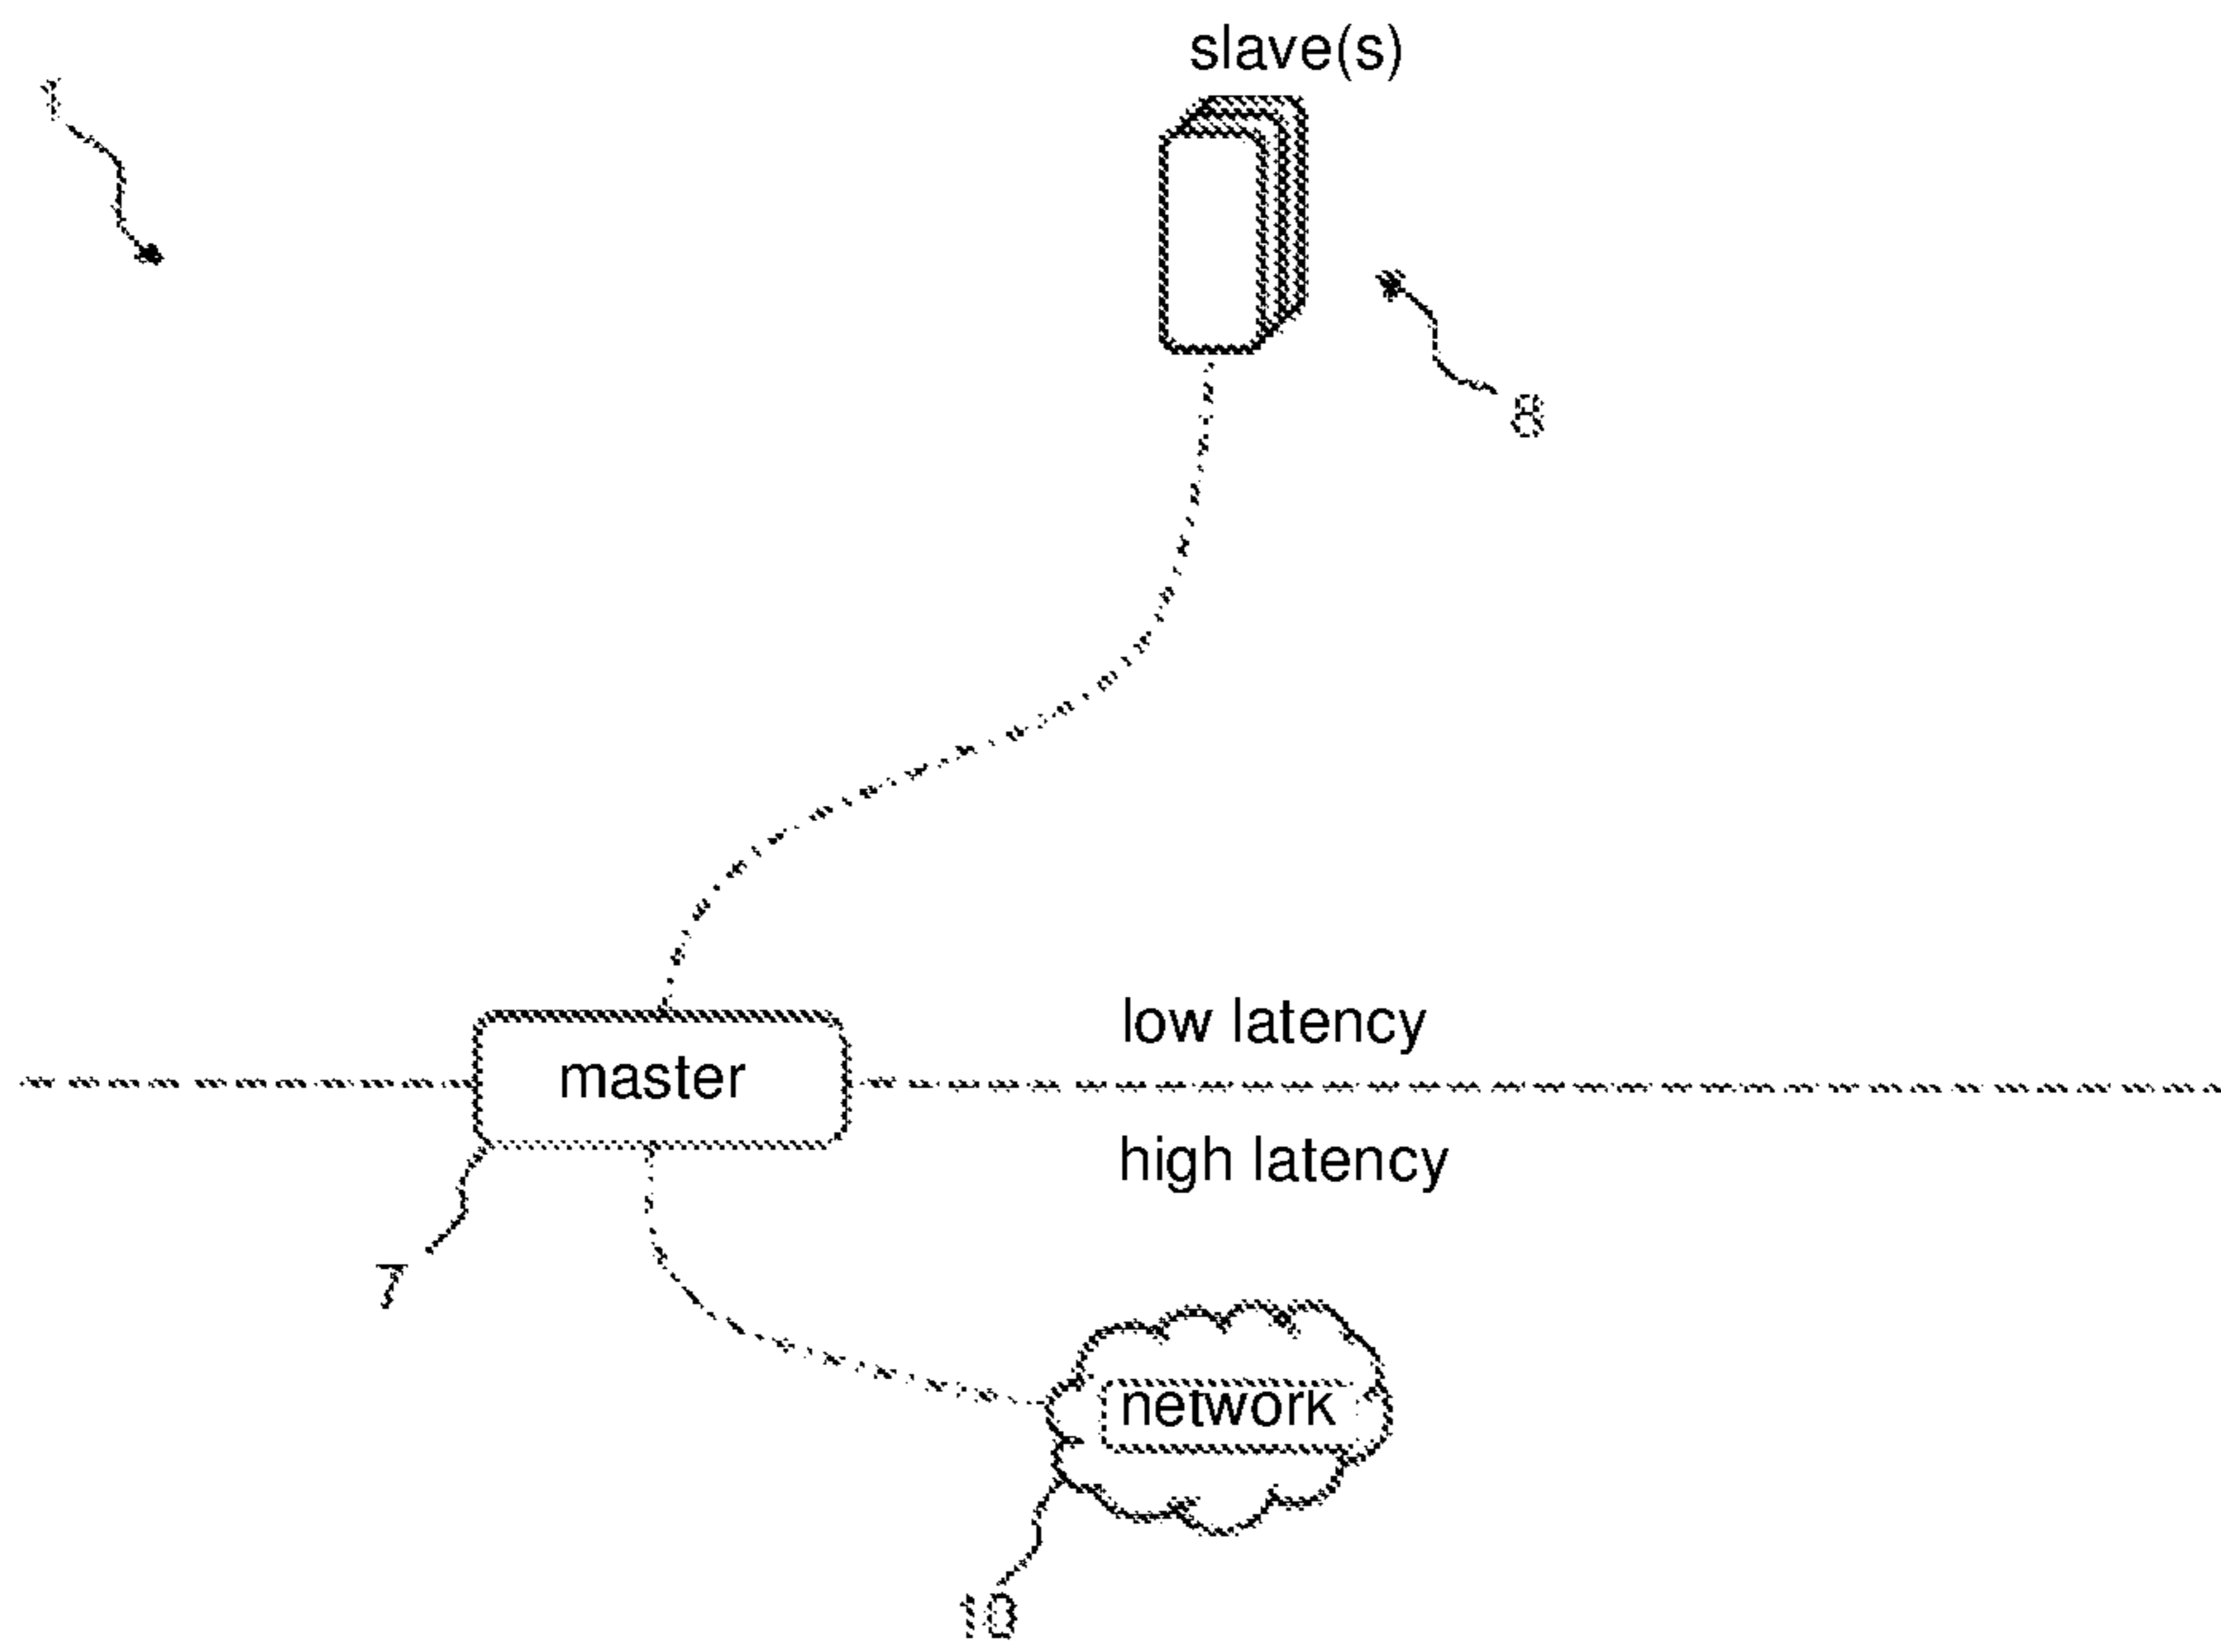 slave(s)
1
8
low latency
master
high latency
7
network
10